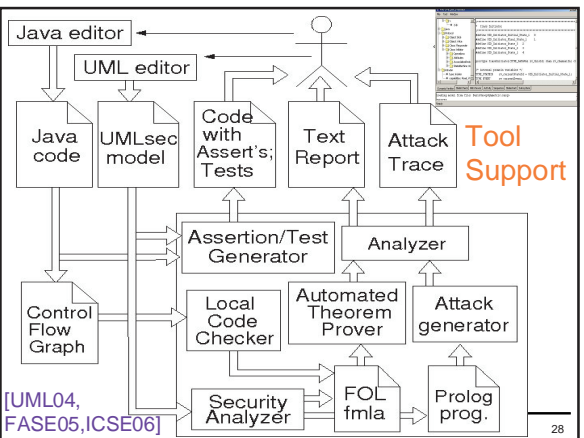 Java editor
UML editor
Java
code
UMLsec
model
Code
with
Assert's;
Tests
Text
Report
Attack
Trace
Tool
Support
Assertion/Test
Generator
Analyzer
Control
Flow
Graph
Local
Code
Checker
Automated
Theorem
Prover
Attack
generator
Security
Analyzer
FOL
fmla
Prolog
prog.
[UML04,
FASE05,ICSE06]
28